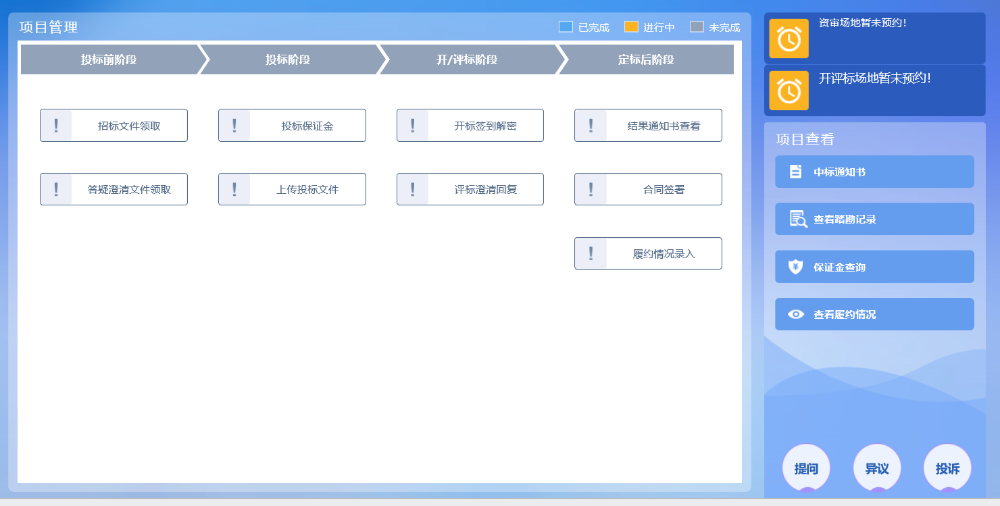 项目管理
已完成 进行中 未完成
投标前阶段 投标阶段 开/评标阶段 定标后阶段
招标文件领取 投标保证金 开标签到解密 结果通知书查看
答疑澄清文件领取 上传投标文件 评标澄清回复 合同签署
履约情况录入
资审场地暂未预约！
开评标场地暂未预约！
项目查看
中标通知书
查看踏勘记录
保证金查询
查看履约情况
提问 异议 投诉